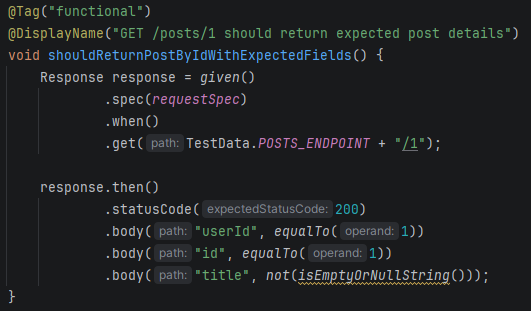 @Tag("functional")
@DisplayName("GET /posts/1 should return expected post details")
void shouldReturnPostByIdWithExpectedFields() {
    Response response = given()
            .spec(requestSpec)
            .when()
            .get( path: TestData.POSTS_ENDPOINT + "/1");

    response.then()
            .statusCode( expectedStatusCode: 200)
            .body( path: "userId", equalTo( operand: 1))
            .body( path: "id", equalTo( operand: 1))
            .body( path: "title", not(isEmptyOrNullString()));
}